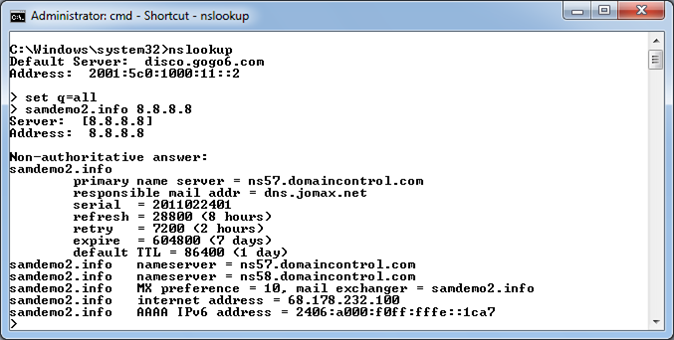 Administrator: cmd - Shortcut - nslookup
C:\Windows\system32>nslookup
Default Server:  disco.gogo6.com
Address:  2001:5c0:1000:11::2
> set q=all
> samdemo2.info 8.8.8.8
Server:  [8.8.8.8]
Address:  8.8.8.8
Non-authoritative answer:
samdemo2.info
        primary name server = ns57.domaincontrol.com
        responsible mail addr = dns.jomax.net
        serial  = 2011022401
        refresh = 28800 (8 hours)
        retry   = 7200 (2 hours)
        expire  = 604800 (7 days)
        default TTL = 86400 (1 day)
samdemo2.info   nameserver = ns57.domaincontrol.com
samdemo2.info   nameserver = ns58.domaincontrol.com
samdemo2.info   MX preference = 10, mail exchanger = samdemo2.info
samdemo2.info   internet address = 68.178.232.100
samdemo2.info   AAAA IPv6 address = 2406:a000:f0ff:fffe::1ca7
>